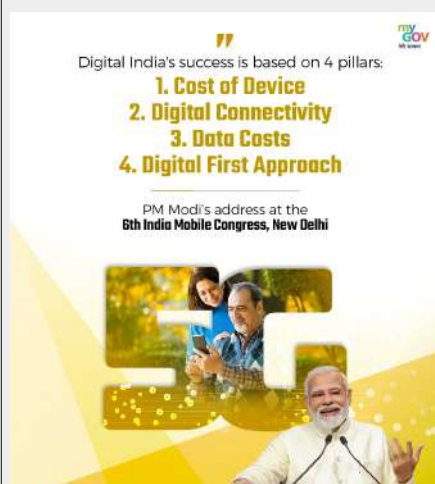 my
GOV
मेरी सरकार
"
Digital India's success is based on 4 pillars:
1. Cost of Device
2. Digital Connectivity
3. Data Costs
4. Digital First Approach
PM Modi's address at the
6th India Mobile Congress, New Delhi
5G